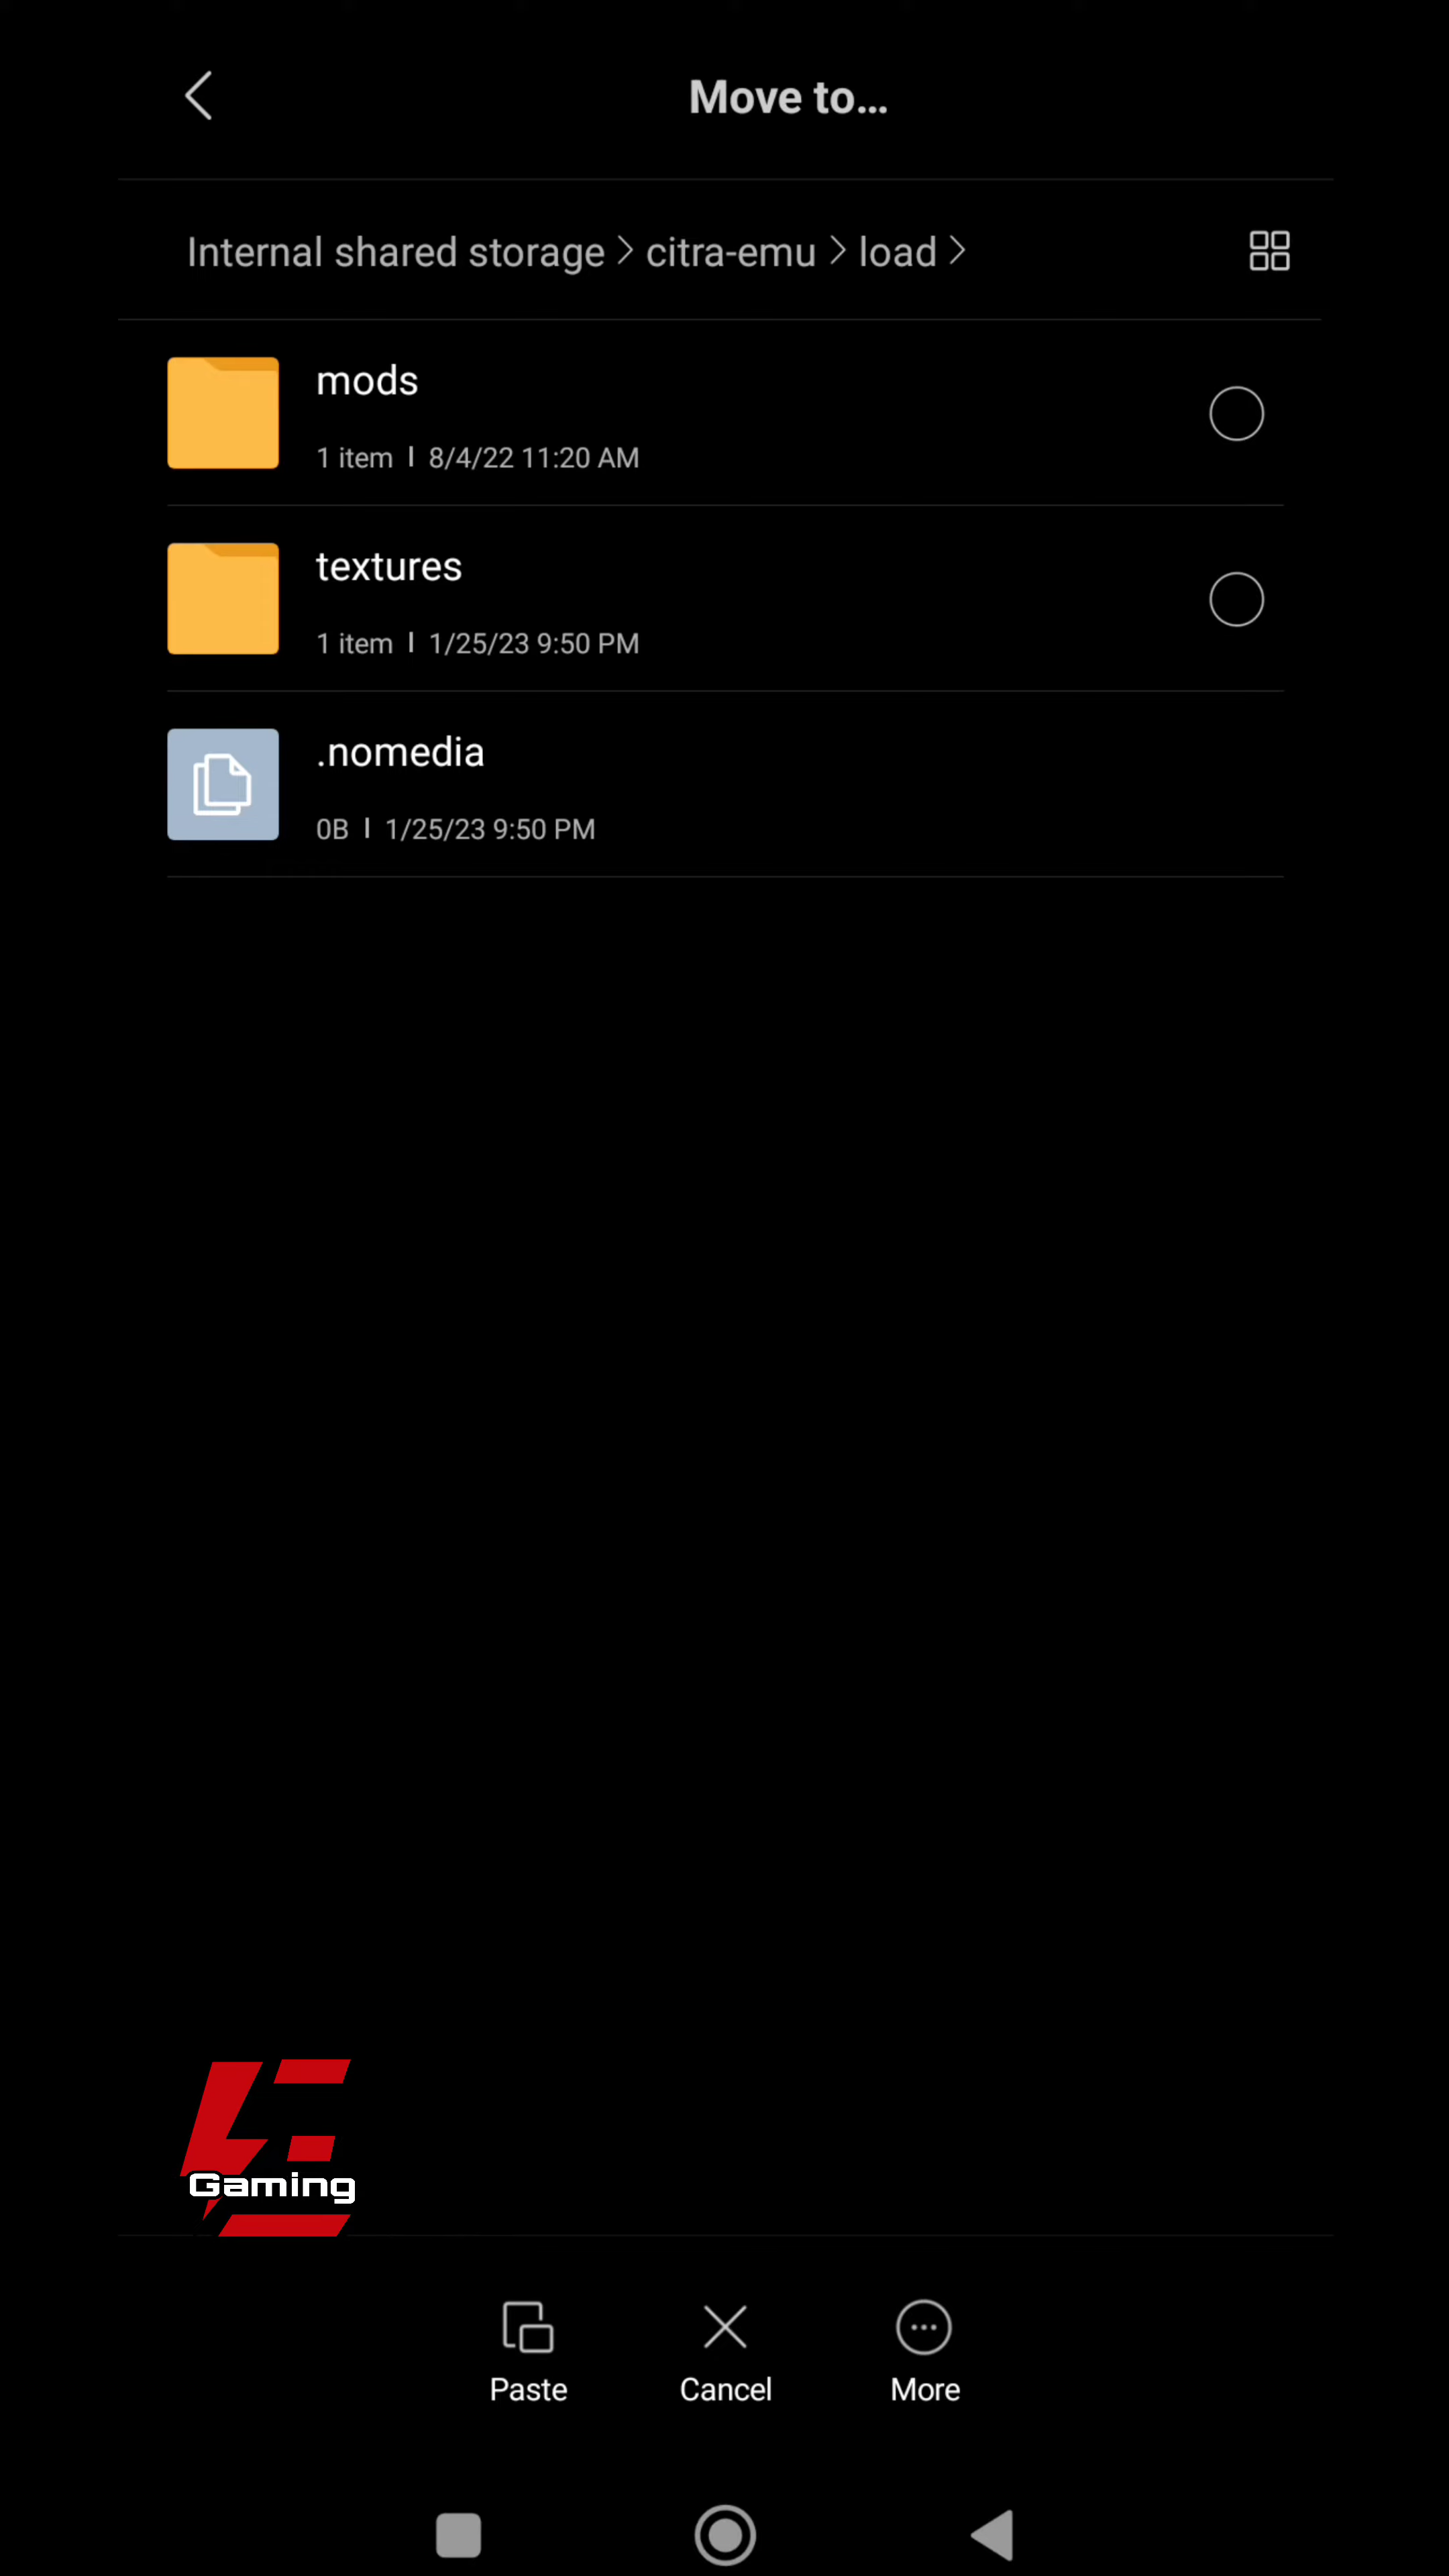 Move to...
Internal shared storage > citra-emu > load >
mods
1 item | 8/4/22 11:20 AM
textures
1 item | 1/25/23 9:50 PM
.nomedia
0B | 1/25/23 9:50 PM
Gaming
Paste Cancel More